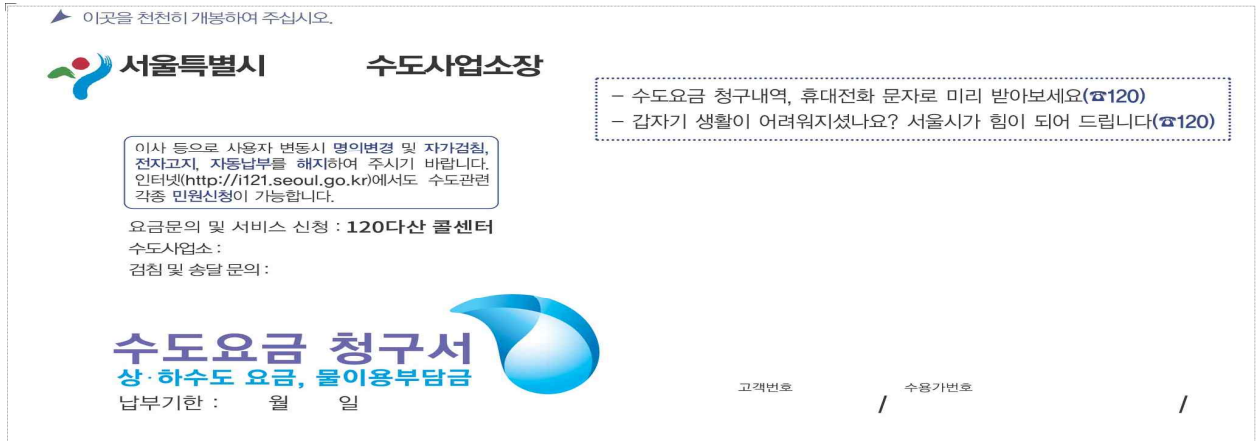 이곳을 천천히 개봉하여 주십시오.
서울특별시 수도사업소장
- 수도요금 청구내역, 휴대전화 문자로 미리 받아보세요(☎120)
- 갑자기 생활이 어려워지셨나요? 서울시가 힘이 되어 드립니다(☎120)
이사 등으로 사용자 변동시 명의변경 및 자가검침,
전자고지, 자동납부를 해지하여 주시기 바랍니다.
인터넷(http://i121.seoul.go.kr)에서도 수도관련
각종 민원신청이 가능합니다.
요금문의 및 서비스 신청 : 120다산 콜센터
수도사업소 :
검침 및 송달 문의 :
수도요금 청구서
상·하수도 요금, 물이용부담금
납부기한 : 월 일
고객번호 / 수용가번호 /